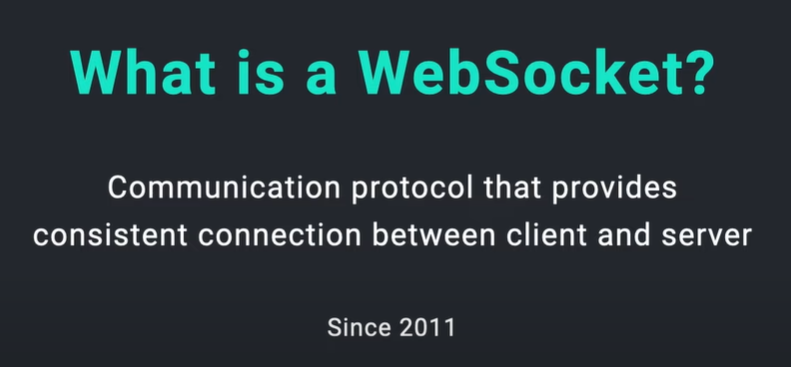 What is a WebSocket?
Communication protocol that provides
consistent connection between client and server
Since 2011